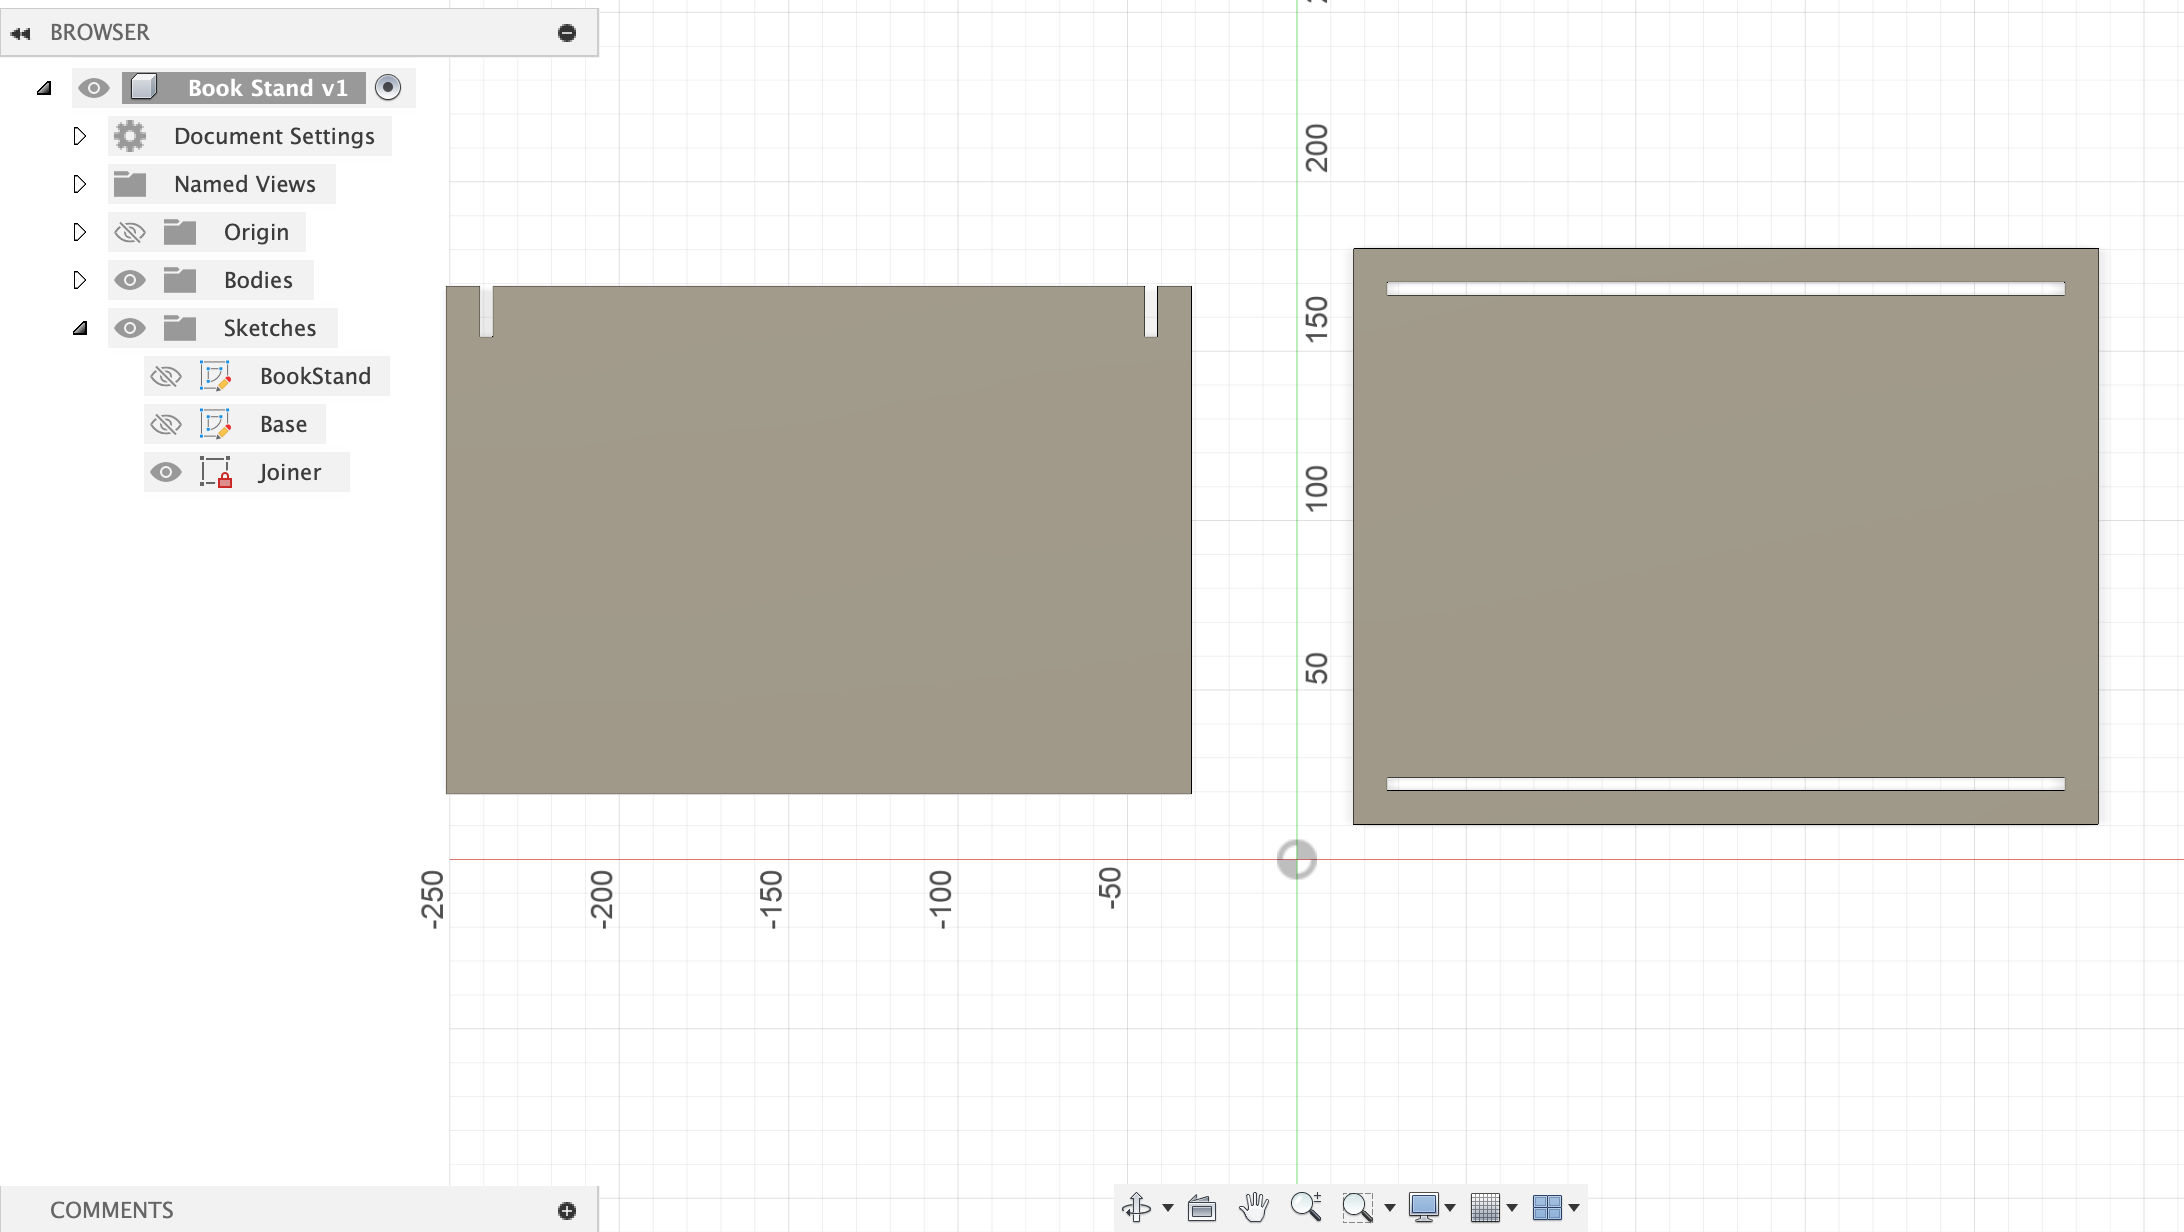 BROWSER
Book Stand v1
Document Settings
Named Views
Origin
Bodies
Sketches
BookStand
Base
Joiner
200
150
100
50
-250
-200
-150
-100
-50
COMMENTS